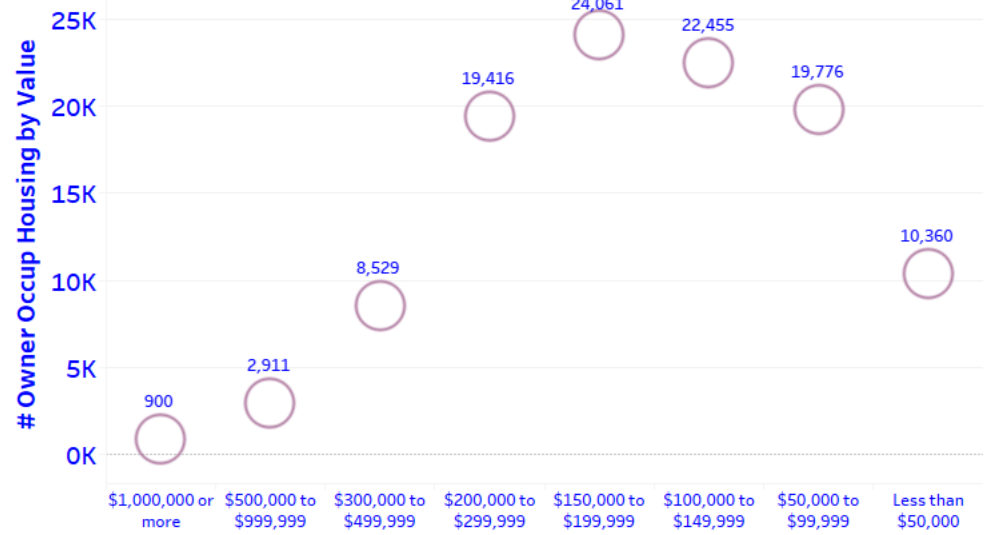 # Owner Occup Housing by Value
25K
20K
15K
10K
5K
0K
900
2,911
8,529
19,416
24,061
22,455
19,776
10,360
$1,000,000 or
more
$500,000 to
$999,999
$300,000 to
$499,999
$200,000 to
$299,999
$150,000 to
$199,999
$100,000 to
$149,999
$50,000 to
$99,999
Less than
$50,000